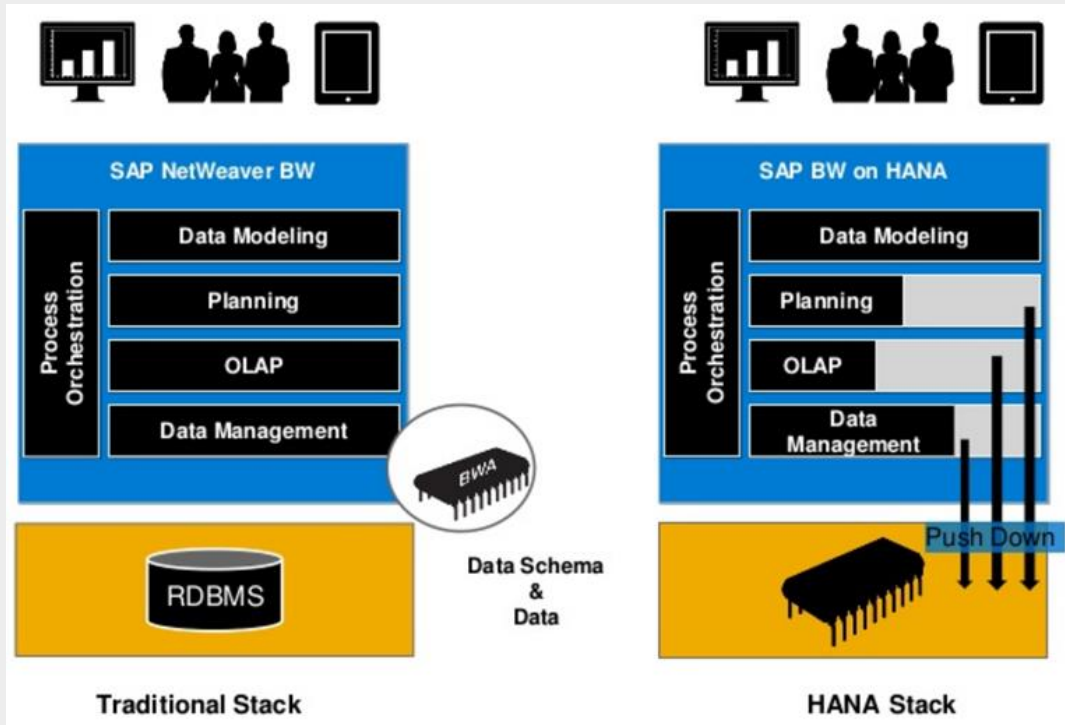 SAP NetWeaver BW
Process
Orchestration
Data Modeling
Planning
OLAP
Data Management
BWA
RDBMS
Traditional Stack
Data Schema
&
Data
SAP BW on HANA
Process
Orchestration
Data Modeling
Planning
OLAP
Data
Management
Push Down
HANA Stack